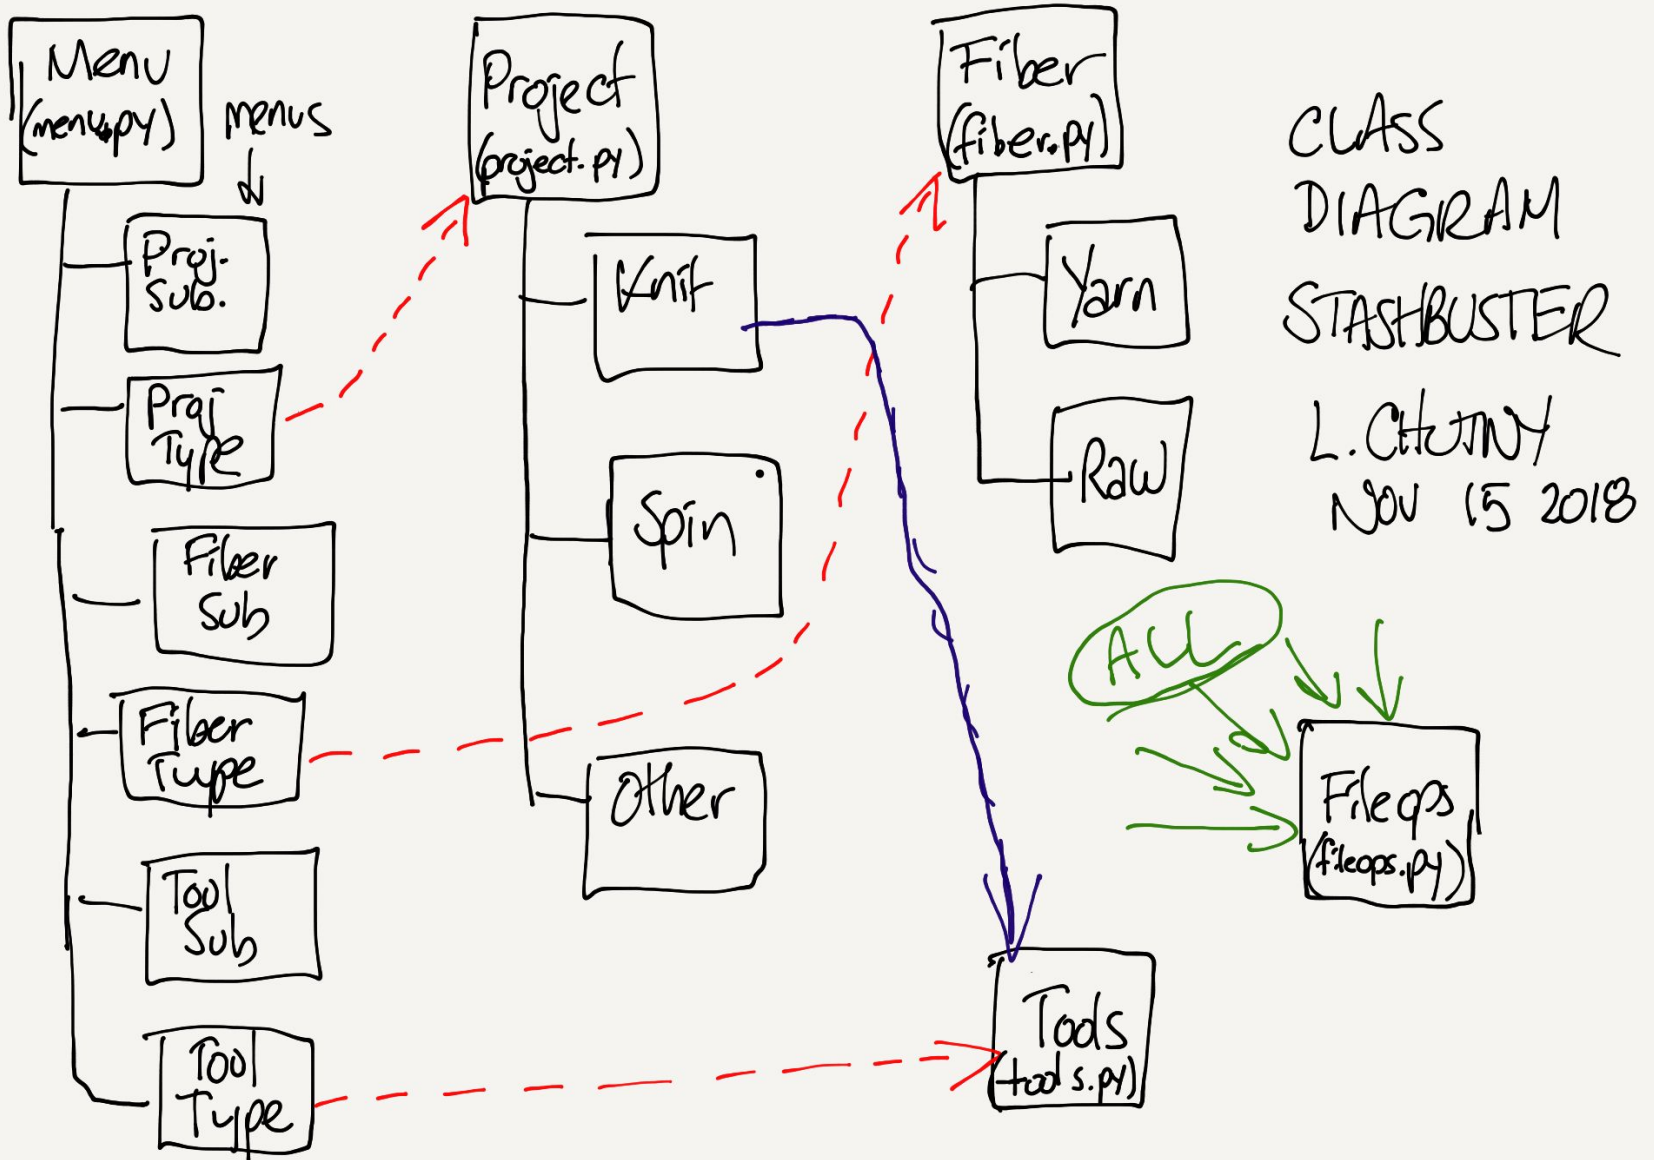 Menu
(menu.py)
menus
Proj.
Sub.
Proj
Type
Fiber
Sub
Fiber
Type
Tool
Sub
Tool
Type
Project
(project.py)
Knit
Spin
Other
Fiber
(fiber.py)
Yarn
Raw
CLASS
DIAGRAM
STASHBUSTER
L. CHUTNY
NOV 15 2018
ALL
Fileops
(fileops.py)
Tools
(tools.py)